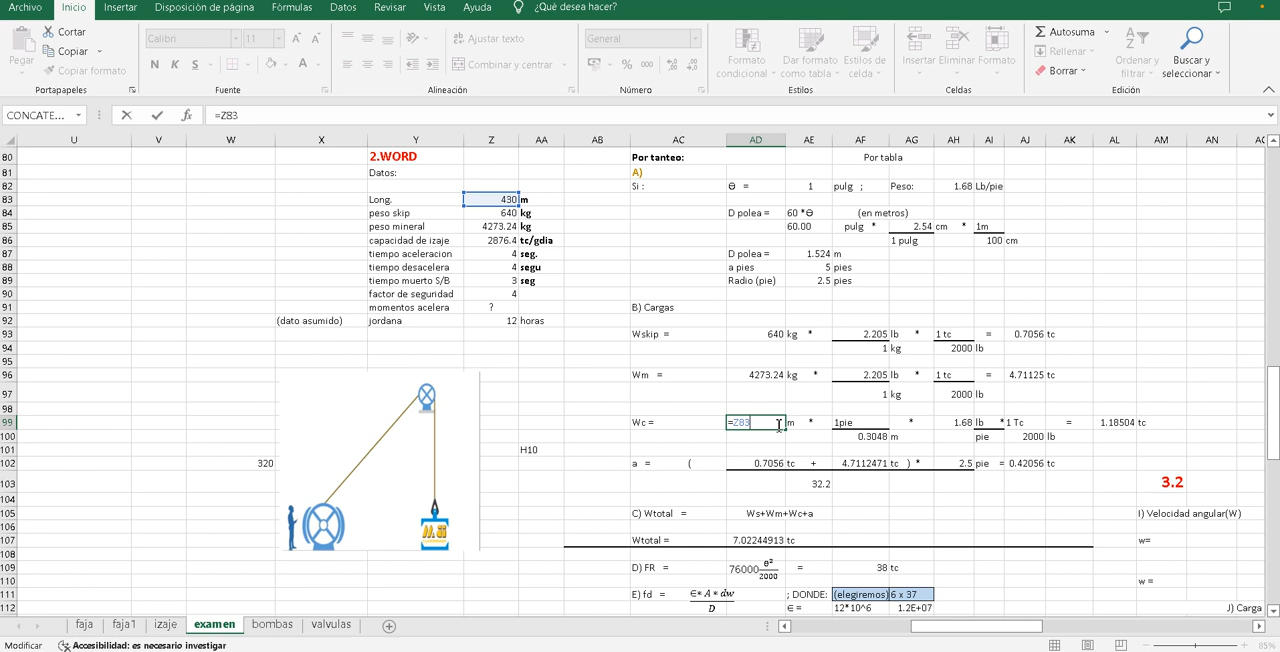 Archivo Inicio Insertar Disposición de página Fórmulas Datos Revisar Vista Ayuda ¿Qué desea hacer?
Pegar Cortar Copiar Copiar formato
Calibri 11 A A
N K S A
Ajustar texto
Combinar y centrar
General
% 000
Formato condicional Dar formato como tabla Estilos de celda
Insertar Eliminar Formato
Autosuma Rellenar Borrar
Ordenar y filtrar Buscar y seleccionar
Portapapeles Fuente Alineación Número Estilos Celdas Edición
CONCATE... fx =Z83
U V W X Y Z AA AB AC AD AE AF AG AH AI AJ AK AL AM AN AO
80 2.WORD Por tanteo: Por tabla
81 Datos: A)
82 Si : Ɵ = 1 pulg ; Peso: 1.68 Lb/pie
83 Long. 430 m
84 peso skip 640 kg D polea = 60 *Ɵ (en metros)
85 peso mineral 4273.24 kg 60.00 pulg * 2.54 cm * 1m
86 capacidad de izaje 2876.4 tc/gdia 1 pulg 100 cm
87 tiempo aceleracion 4 seg. D polea = 1.524 m
88 tiempo desacelera 4 segu a pies 5 pies
89 tiempo muerto S/B 3 seg Radio (pie) 2.5 pies
90 factor de seguridad 4
91 momentos acelera ? B) Cargas
92 (dato asumido) jordana 12 horas
93 Wskip = 640 kg * 2.205 lb * 1 tc = 0.7056 tc
94 1 kg 2000 lb
95
96 Wm = 4273.24 kg * 2.205 lb * 1 tc = 4.71125 tc
97 1 kg 2000 lb
98
99 Wc = =Z83 m * 1pie * 1.68 lb * 1 Tc = 1.18504 tc
100 0.3048 m pie 2000 lb
101 H10
102 320 a = ( 0.7056 tc + 4.7112471 tc ) * 2.5 pie = 0.42056 tc
103 32.2 3.2
104
105 C) Wtotal = Ws+Wm+Wc+a I) Velocidad angular(W)
106
107 Wtotal = 7.02244913 tc w=
108
109 D) FR = 76000 Ɵ²/2000 = 38 tc
110 w =
111 E) fd = ∈* A * dw / D ; DONDE: (elegiremos) 6 x 37
112 ∈ = 12*10^6 1.2E+07 J) Carga
faja faja1 izaje examen bombas valvulas
Modificar Accesibilidad: es necesario investigar 85%